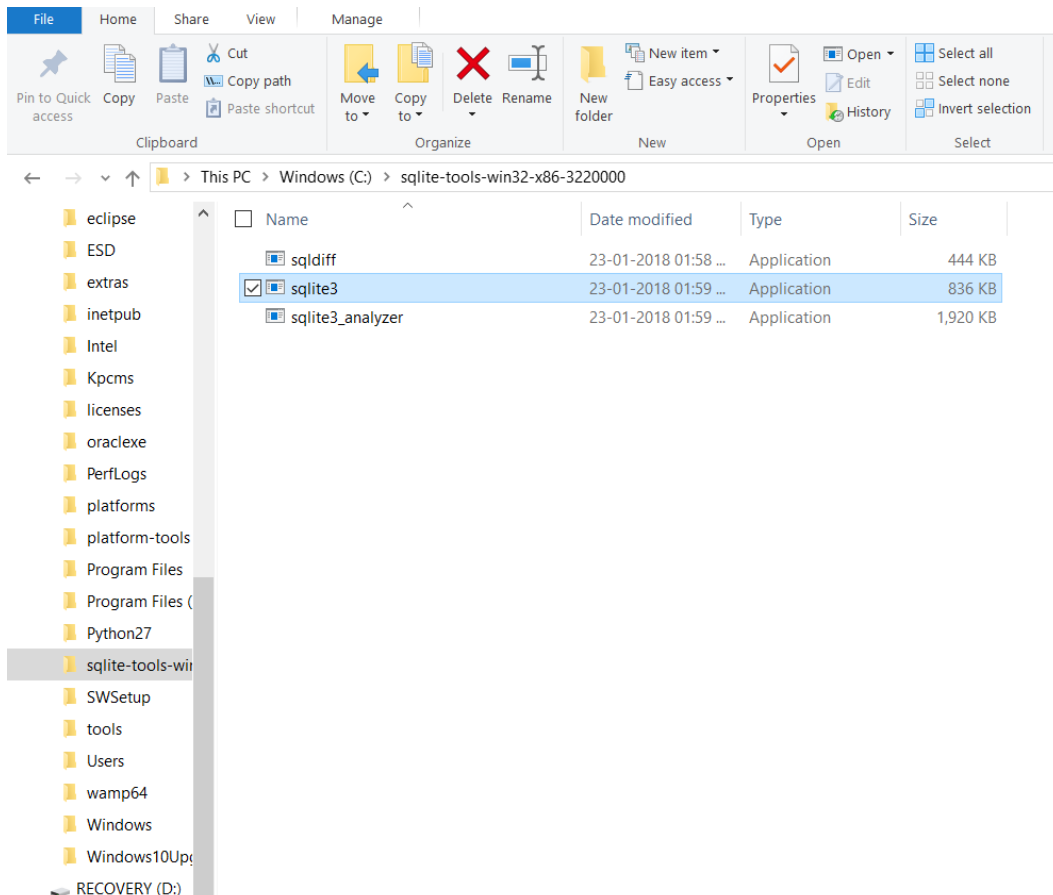 File Home Share View Manage
Pin to Quick access
Copy
Paste
Cut
Copy path
Paste shortcut
Clipboard
Move to
Copy to
Delete
Rename
Organize
New folder
New item
Easy access
New
Properties
Open
Edit
History
Open
Select all
Select none
Invert selection
Select
This PC > Windows (C:) > sqlite-tools-win32-x86-3220000
Name Date modified Type Size
sqldiff 23-01-2018 01:58 ... Application 444 KB
sqlite3 23-01-2018 01:59 ... Application 836 KB
sqlite3_analyzer 23-01-2018 01:59 ... Application 1,920 KB
eclipse
ESD
extras
inetpub
Intel
Kpcms
licenses
oraclexe
PerfLogs
platforms
platform-tools
Program Files
Program Files (
Python27
sqlite-tools-wir
SWSetup
tools
Users
wamp64
Windows
Windows10Upg
RECOVERY (D:)